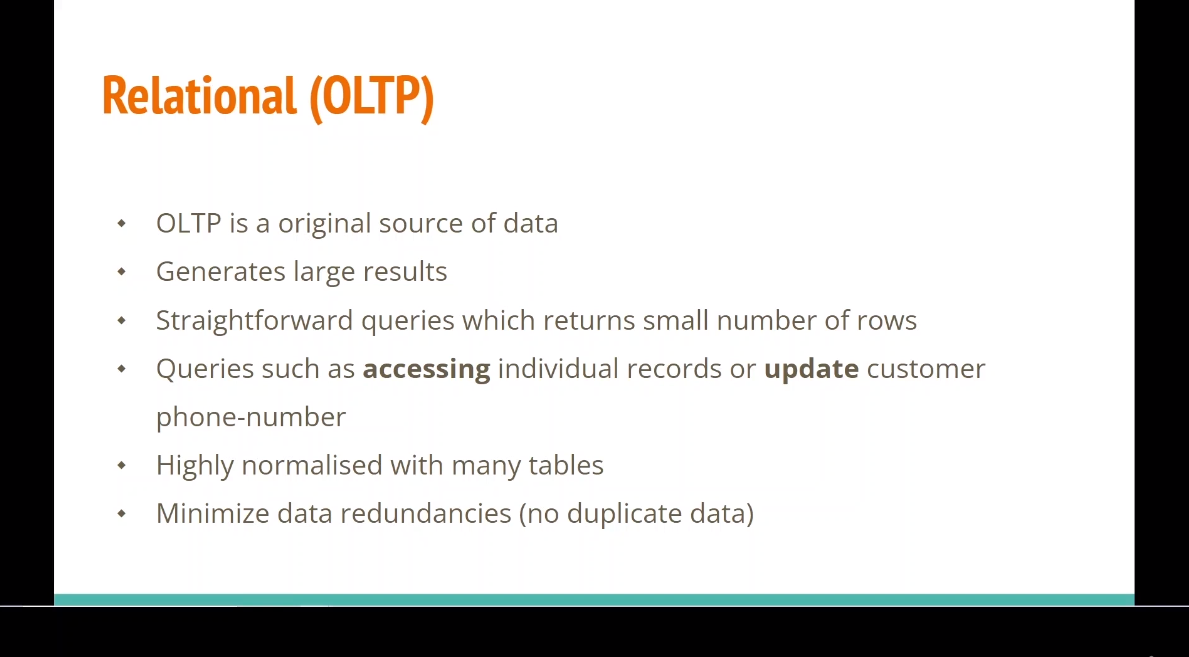 Relational (OLTP)
OLTP is a original source of data
Generates large results
Straightforward queries which returns small number of rows
Queries such as accessing individual records or update customer
phone-number
Highly normalised with many tables
Minimize data redundancies (no duplicate data)